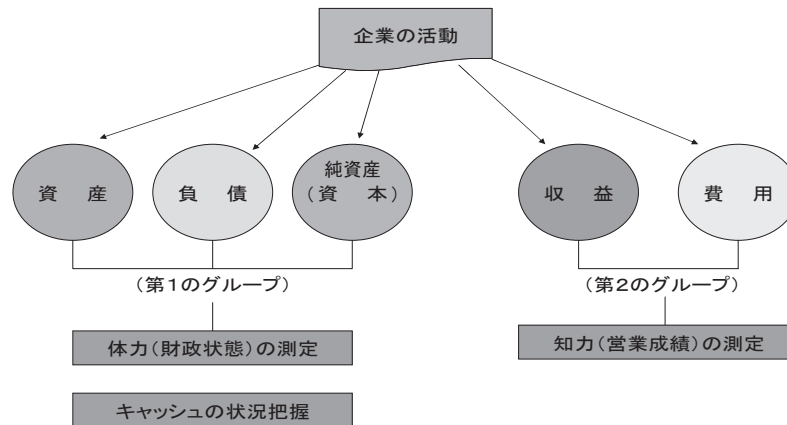 企業の活動
資　産
負　債
純資産
（資　本）
収　益
費　用
（第1のグループ）
（第2のグループ）
体力（財政状態）の測定
知力（営業成績）の測定
キャッシュの状況把握